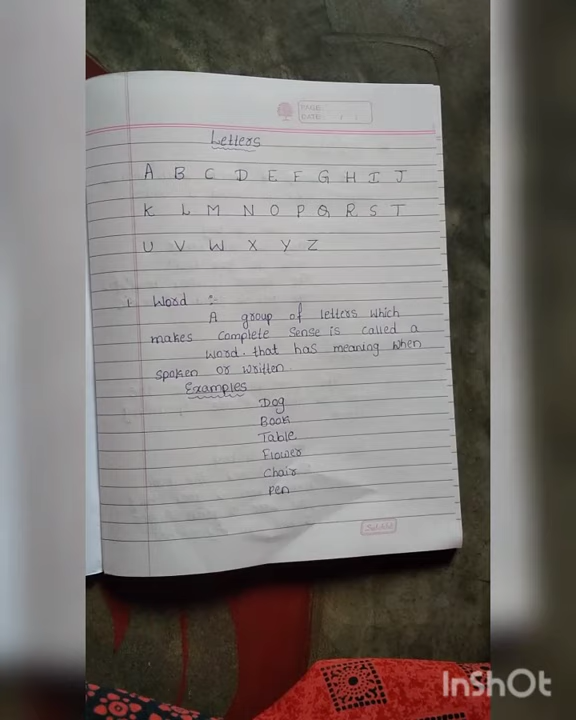 Letters
A B C D E F G H I J
K L M N O P Q R S T
U V W X Y Z
1. Word :-
A group of letters which
makes complete sense is called a
word. that has meaning when
spoken or written
Examples
Dog
Book
Table
Flower
Chair
Pen
InShOt